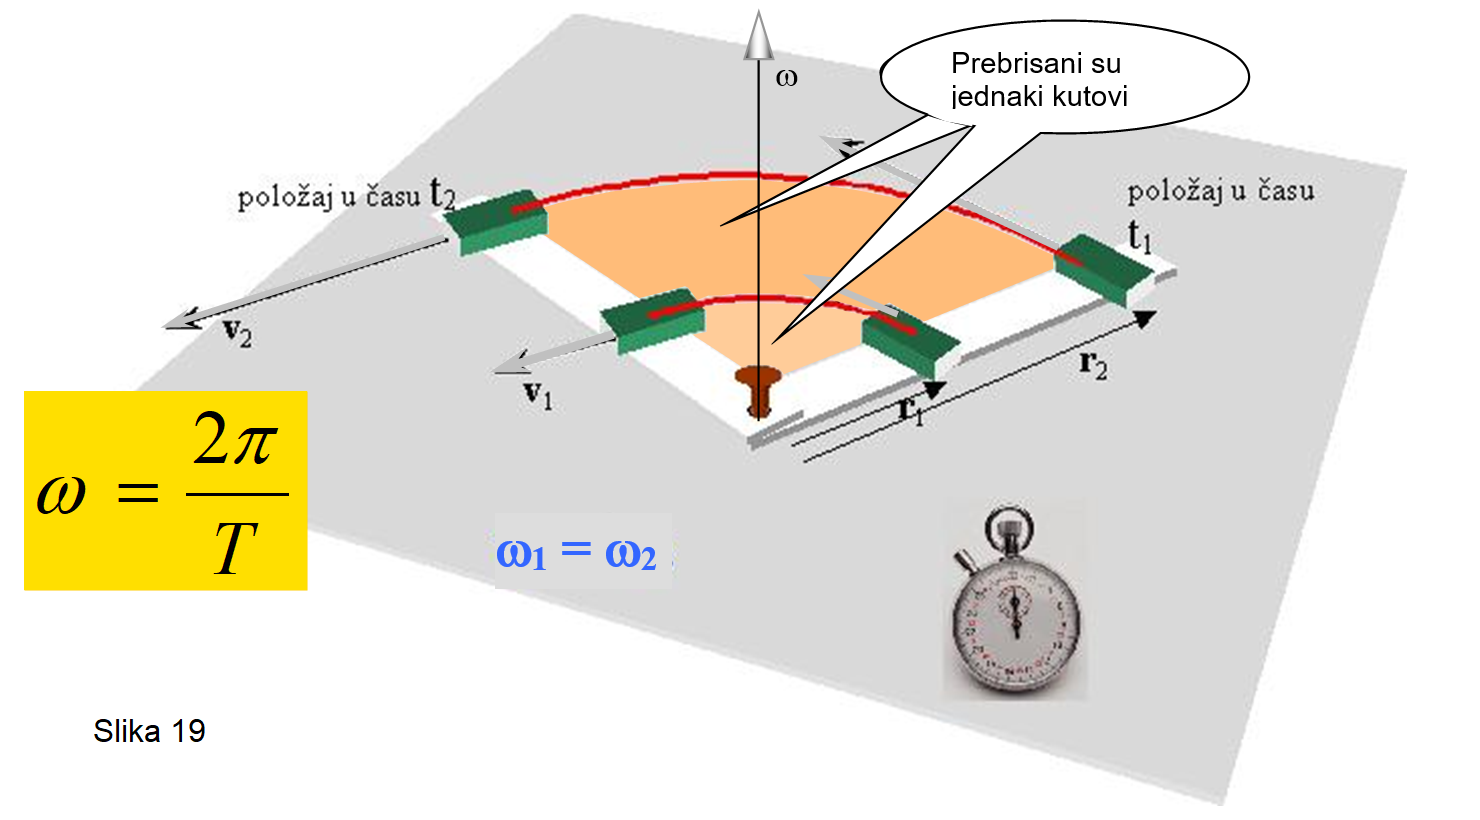 ω
Prebrisani su
jednaki kutovi
položaj u času t₂
položaj u času
t₁
v₂
v₁
r₂
r₁
ω = 2π / T
ω₁ = ω₂
Slika 19